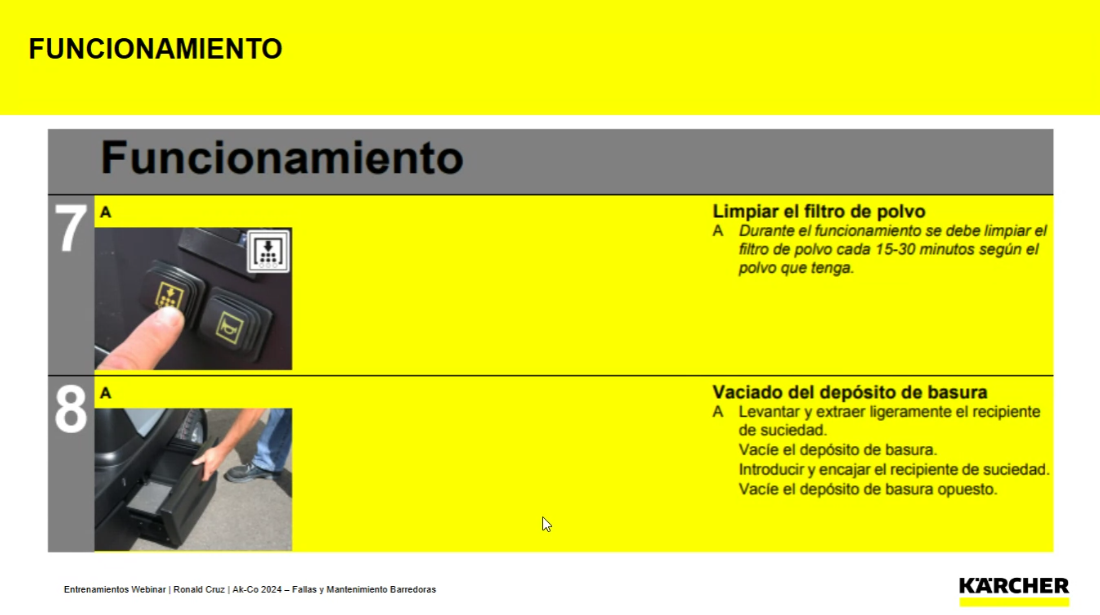 FUNCIONAMIENTO
Funcionamiento
7
A
Limpiar el filtro de polvo
A Durante el funcionamiento se debe limpiar el
filtro de polvo cada 15-30 minutos según el
polvo que tenga.
8
A
Vaciado del depósito de basura
A Levantar y extraer ligeramente el recipiente
de suciedad.
Vacíe el depósito de basura.
Introducir y encajar el recipiente de suciedad.
Vacíe el depósito de basura opuesto.
Entrenamientos Webinar | Ronald Cruz | Ak-Co 2024 – Fallas y Mantenimiento Barredoras
KÄRCHER